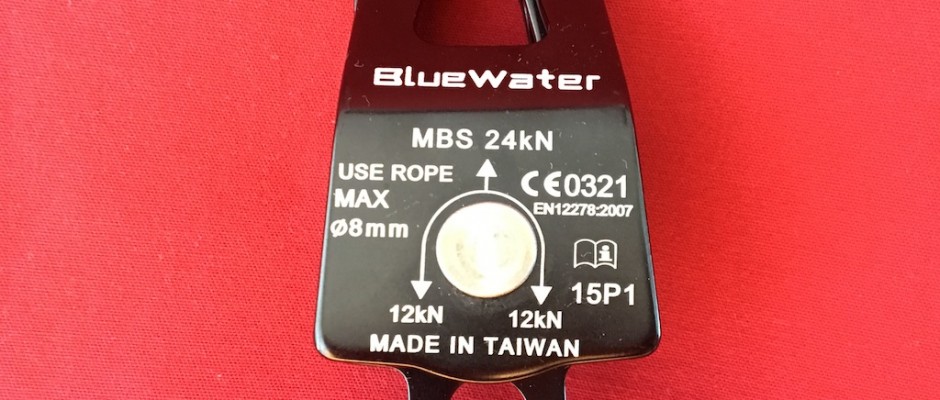 BlueWater
MBS 24kN
USE ROPE
MAX
ø8mm
CE0321
EN12278:2007
15P1
12kN
12kN
MADE IN TAIWAN